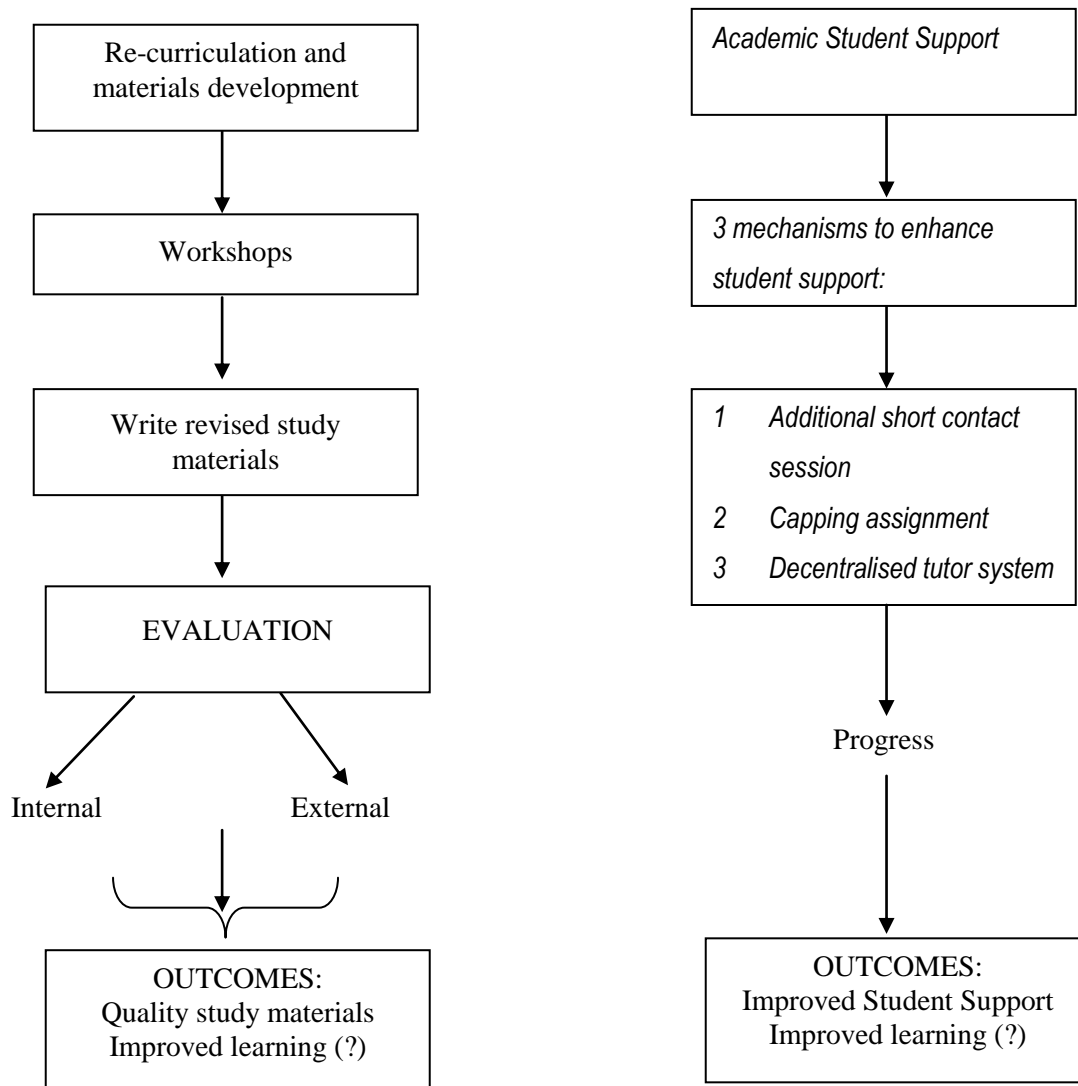 Re-curriculation and
materials development
Workshops
Write revised study
materials
EVALUATION
Internal
External
OUTCOMES:
Quality study materials
Improved learning (?)
Academic Student Support
3 mechanisms to enhance
student support:
1 Additional short contact
session
2 Capping assignment
3 Decentralised tutor system
Progress
OUTCOMES:
Improved Student Support
Improved learning (?)